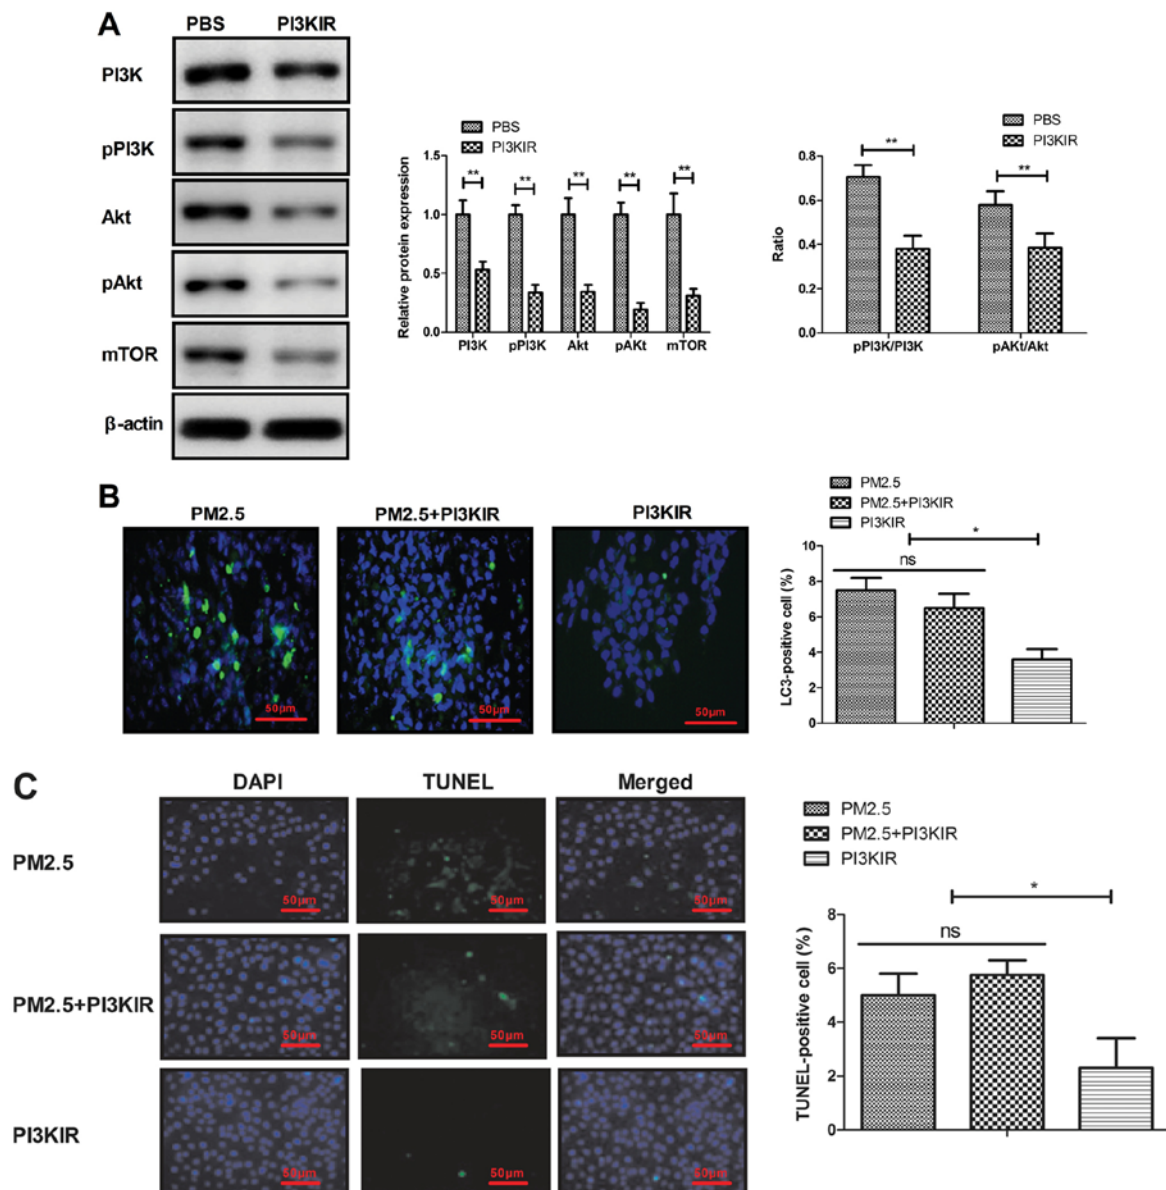 A
PBS PI3KIR
PI3K
pPI3K
Akt
pAkt
mTOR
β-actin
PBS
PI3KIR
Relative protein expression
1.5
1.0
0.5
0.0
** ** ** ** **
PI3K pPI3K Akt pAKt mTOR
PBS
PI3KIR
Ratio
0.8
0.6
0.4
0.2
0.0
** **
pPI3K/PI3K pAKt/Akt
B
PM2.5 PM2.5+PI3KIR PI3KIR
50μm 50μm 50μm
PM2.5
PM2.5+PI3KIR
PI3KIR
LC3-positive cell (%)
10
8
6
4
2
0
*
ns
C
DAPI TUNEL Merged
PM2.5
50μm 50μm 50μm
PM2.5+PI3KIR
50μm 50μm 50μm
PI3KIR
50μm 50μm 50μm
PM2.5
PM2.5+PI3KIR
PI3KIR
TUNEL-positive cell (%)
8
6
4
2
0
*
ns